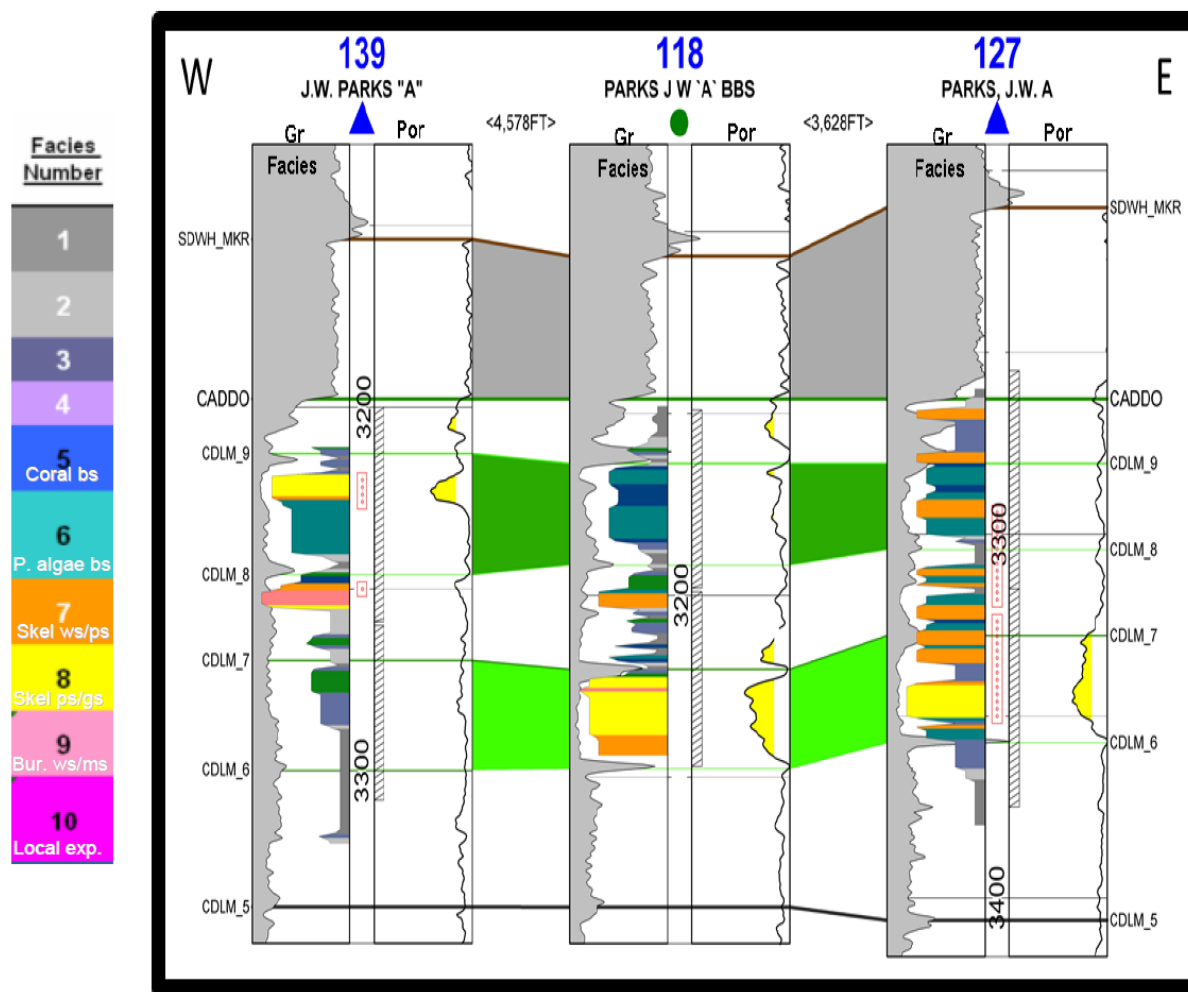 139
118
127
W
E
J.W. PARKS "A"
PARKS J W `A` BBS
PARKS, J.W. A
<4,578FT>
<3,628FT>
Gr
Por
Gr
Por
Gr
Por
Facies
Facies
Facies
Facies
Number
1
2
3
4
5
Coral bs
6
P. algae bs
7
Skel ws/ps
8
Skel ps/gs
9
Bur. ws/ms
10
Local exp.
SDWH_MKR
CADDO
CDLM_9
CDLM_8
CDLM_7
CDLM_6
CDLM_5
3200
3300
3200
3300
3400
SDWH_MKR
CADDO
CDLM_9
CDLM_8
CDLM_7
CDLM_6
CDLM_5